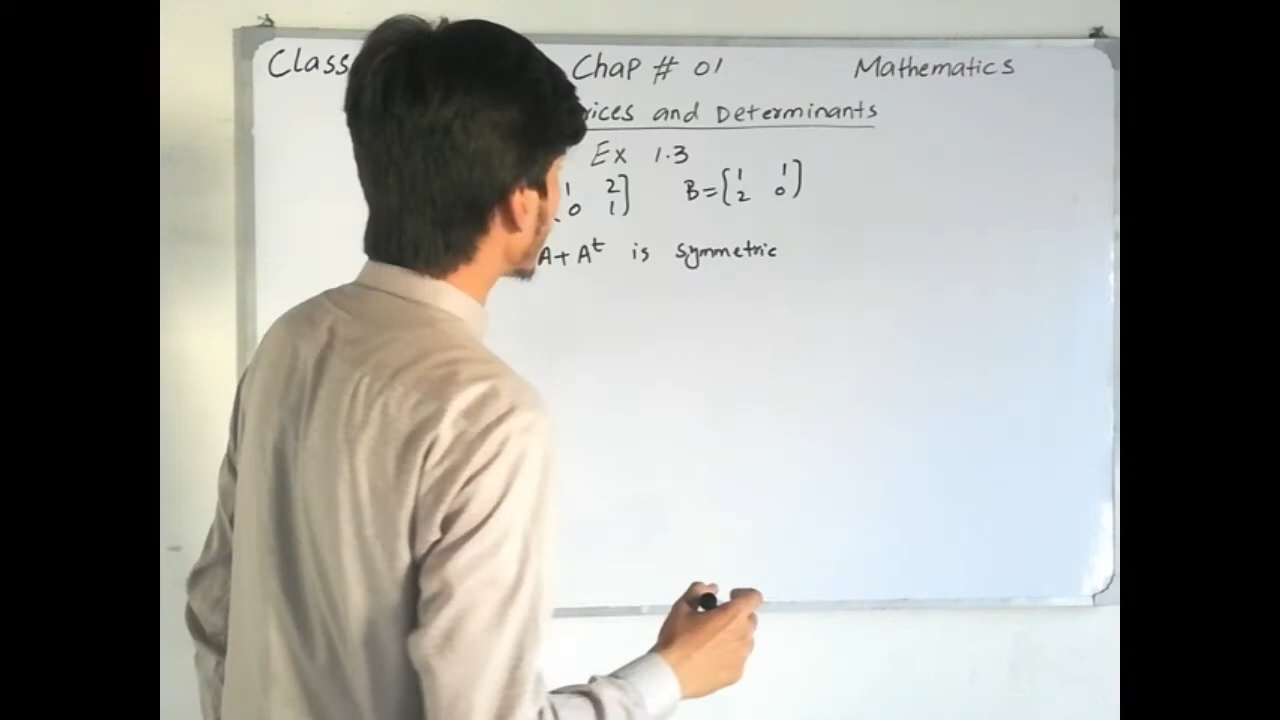 Class Chap # 01 Mathematics
rices and Determinants
Ex 1.3
1 2] B=[1 1]
0 1] 2 0
A+A^t is symmetric